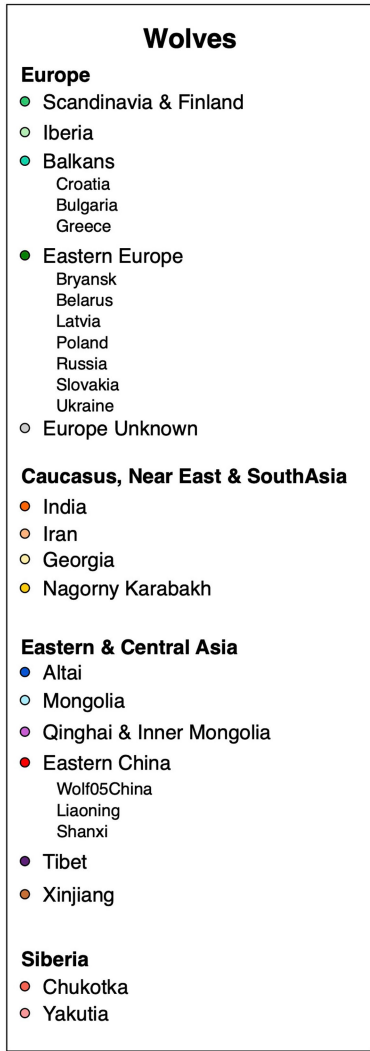 Wolves
Europe
Scandinavia & Finland
Iberia
Balkans
Croatia
Bulgaria
Greece
Eastern Europe
Bryansk
Belarus
Latvia
Poland
Russia
Slovakia
Ukraine
Europe Unknown
Caucasus, Near East & SouthAsia
India
Iran
Georgia
Nagorny Karabakh
Eastern & Central Asia
Altai
Mongolia
Qinghai & Inner Mongolia
Eastern China
Wolf05China
Liaoning
Shanxi
Tibet
Xinjiang
Siberia
Chukotka
Yakutia